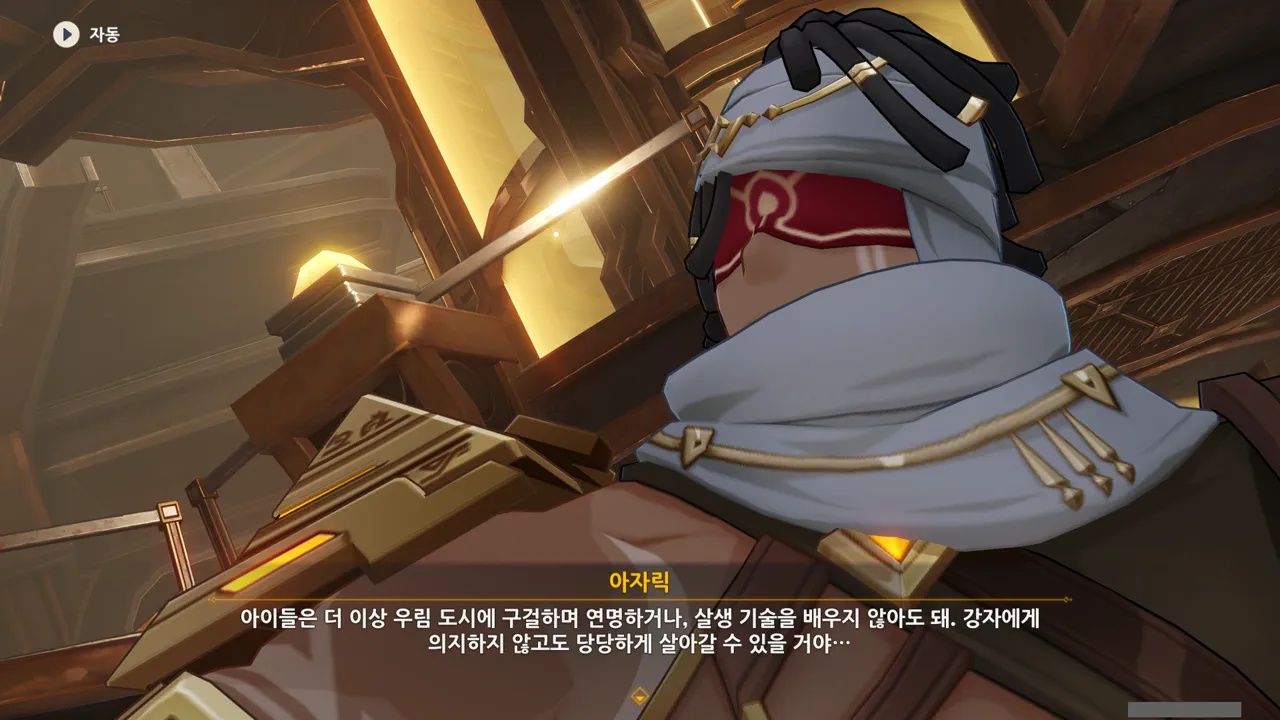 자동
아자릭
아이들은 더 이상 우림 도시에 구걸하며 연명하거나, 살생 기술을 배우지 않아도 돼. 강자에게
의지하지 않고도 당당하게 살아갈 수 있을 거야…